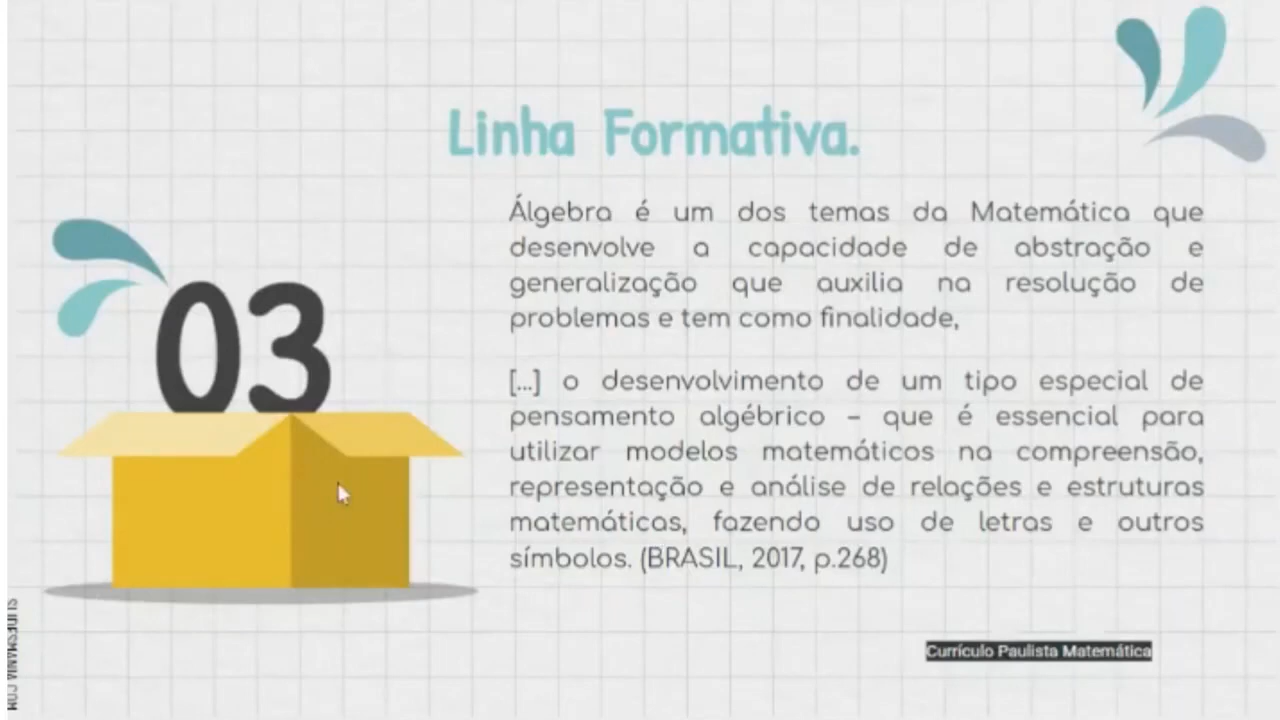 Linha Formativa.
Álgebra é um dos temas da Matemática que
desenvolve a capacidade de abstração e
generalização que auxilia na resolução de
problemas e tem como finalidade,
03
[...] o desenvolvimento de um tipo especial de
pensamento algébrico – que é essencial para
utilizar modelos matemáticos na compreensão,
representação e análise de relações e estruturas
matemáticas, fazendo uso de letras e outros
símbolos. (BRASIL, 2017, p.268)
Currículo Paulista Matemática
SLIDESMANIA.COM